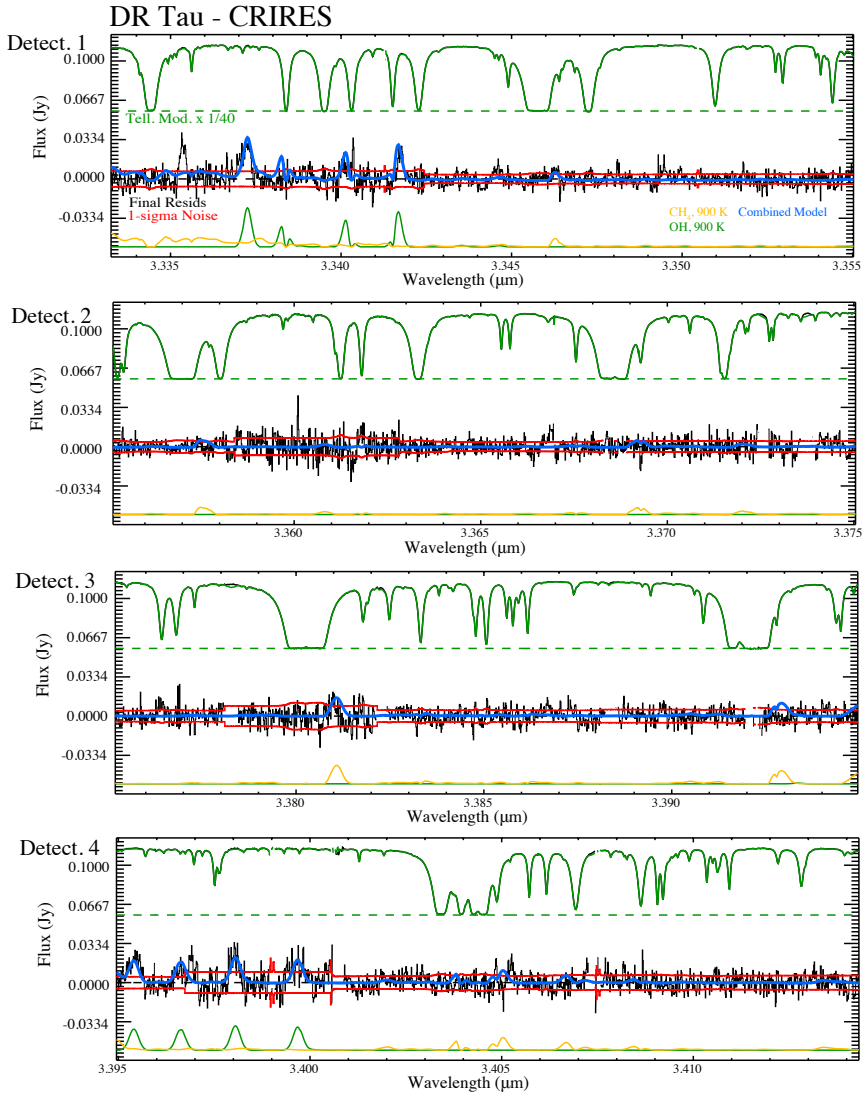 DR Tau - CRIRES
Detect. 1
0.1000
0.0667
Tell. Mod. x 1/40
0.0334
0.0000
Final Resids
1-sigma Noise
-0.0334
CH₄, 900 K Combined Model
OH, 900 K
Flux (Jy)
3.335 3.340 3.345 3.350 3.355
Wavelength (μm)
Detect. 2
0.1000
0.0667
0.0334
0.0000
-0.0334
Flux (Jy)
3.360 3.365 3.370 3.375
Wavelength (μm)
Detect. 3
0.1000
0.0667
0.0334
0.0000
-0.0334
Flux (Jy)
3.380 3.385 3.390
Wavelength (μm)
Detect. 4
0.1000
0.0667
0.0334
0.0000
-0.0334
Flux (Jy)
3.395 3.400 3.405 3.410
Wavelength (μm)